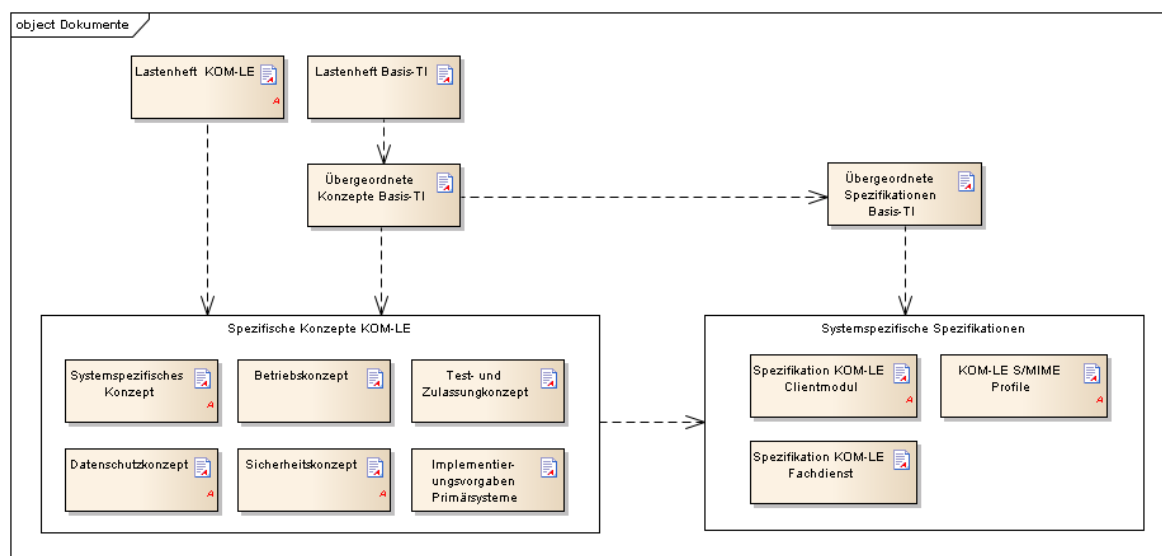 object Dokumente
Lastenheft KOM-LE
A
Lastenheft Basis-TI
Übergeordnete
Konzepte Basis-TI
Übergeordnete
Spezifikationen
Basis-TI
Spezifische Konzepte KOM-LE
Systemspezifisches
Konzept
A
Betriebskonzept
Test- und
Zulassungkonzept
Datenschutzkonzept
A
Sicherheitskonzept
A
Implementier-
ungsvorgaben
Primärsysteme
Systemspezifische Spezifikationen
Spezifikation KOM-LE
Clientmodul
A
KOM-LE S/MIME
Profile
A
Spezifikation KOM-LE
Fachdienst